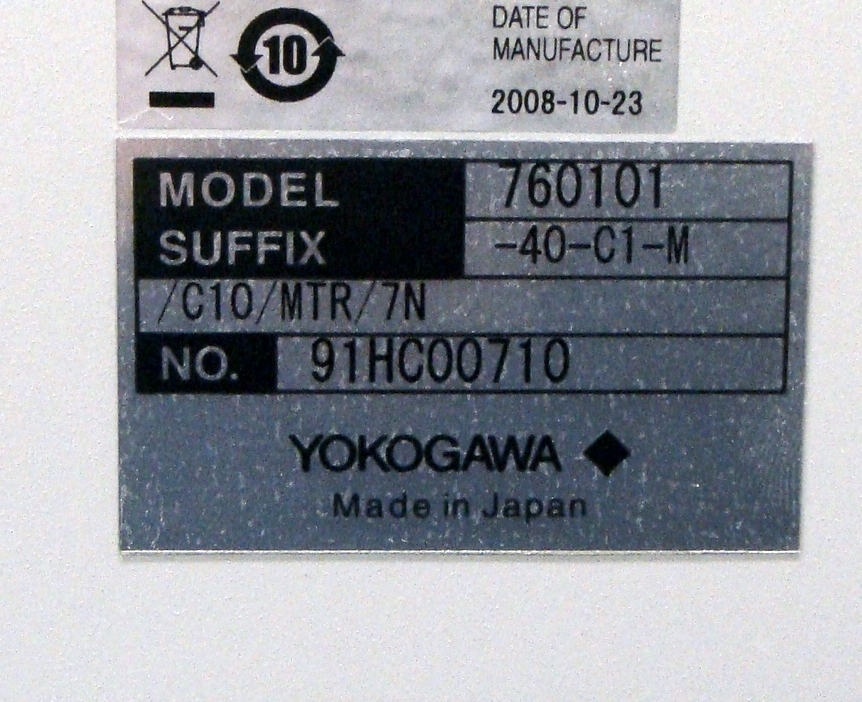 10
DATE OF
MANUFACTURE
2008-10-23
MODEL 760101
SUFFIX -40-C1-M
/C10/MTR/7N
NO. 91HC00710
YOKOGAWA
Made in Japan